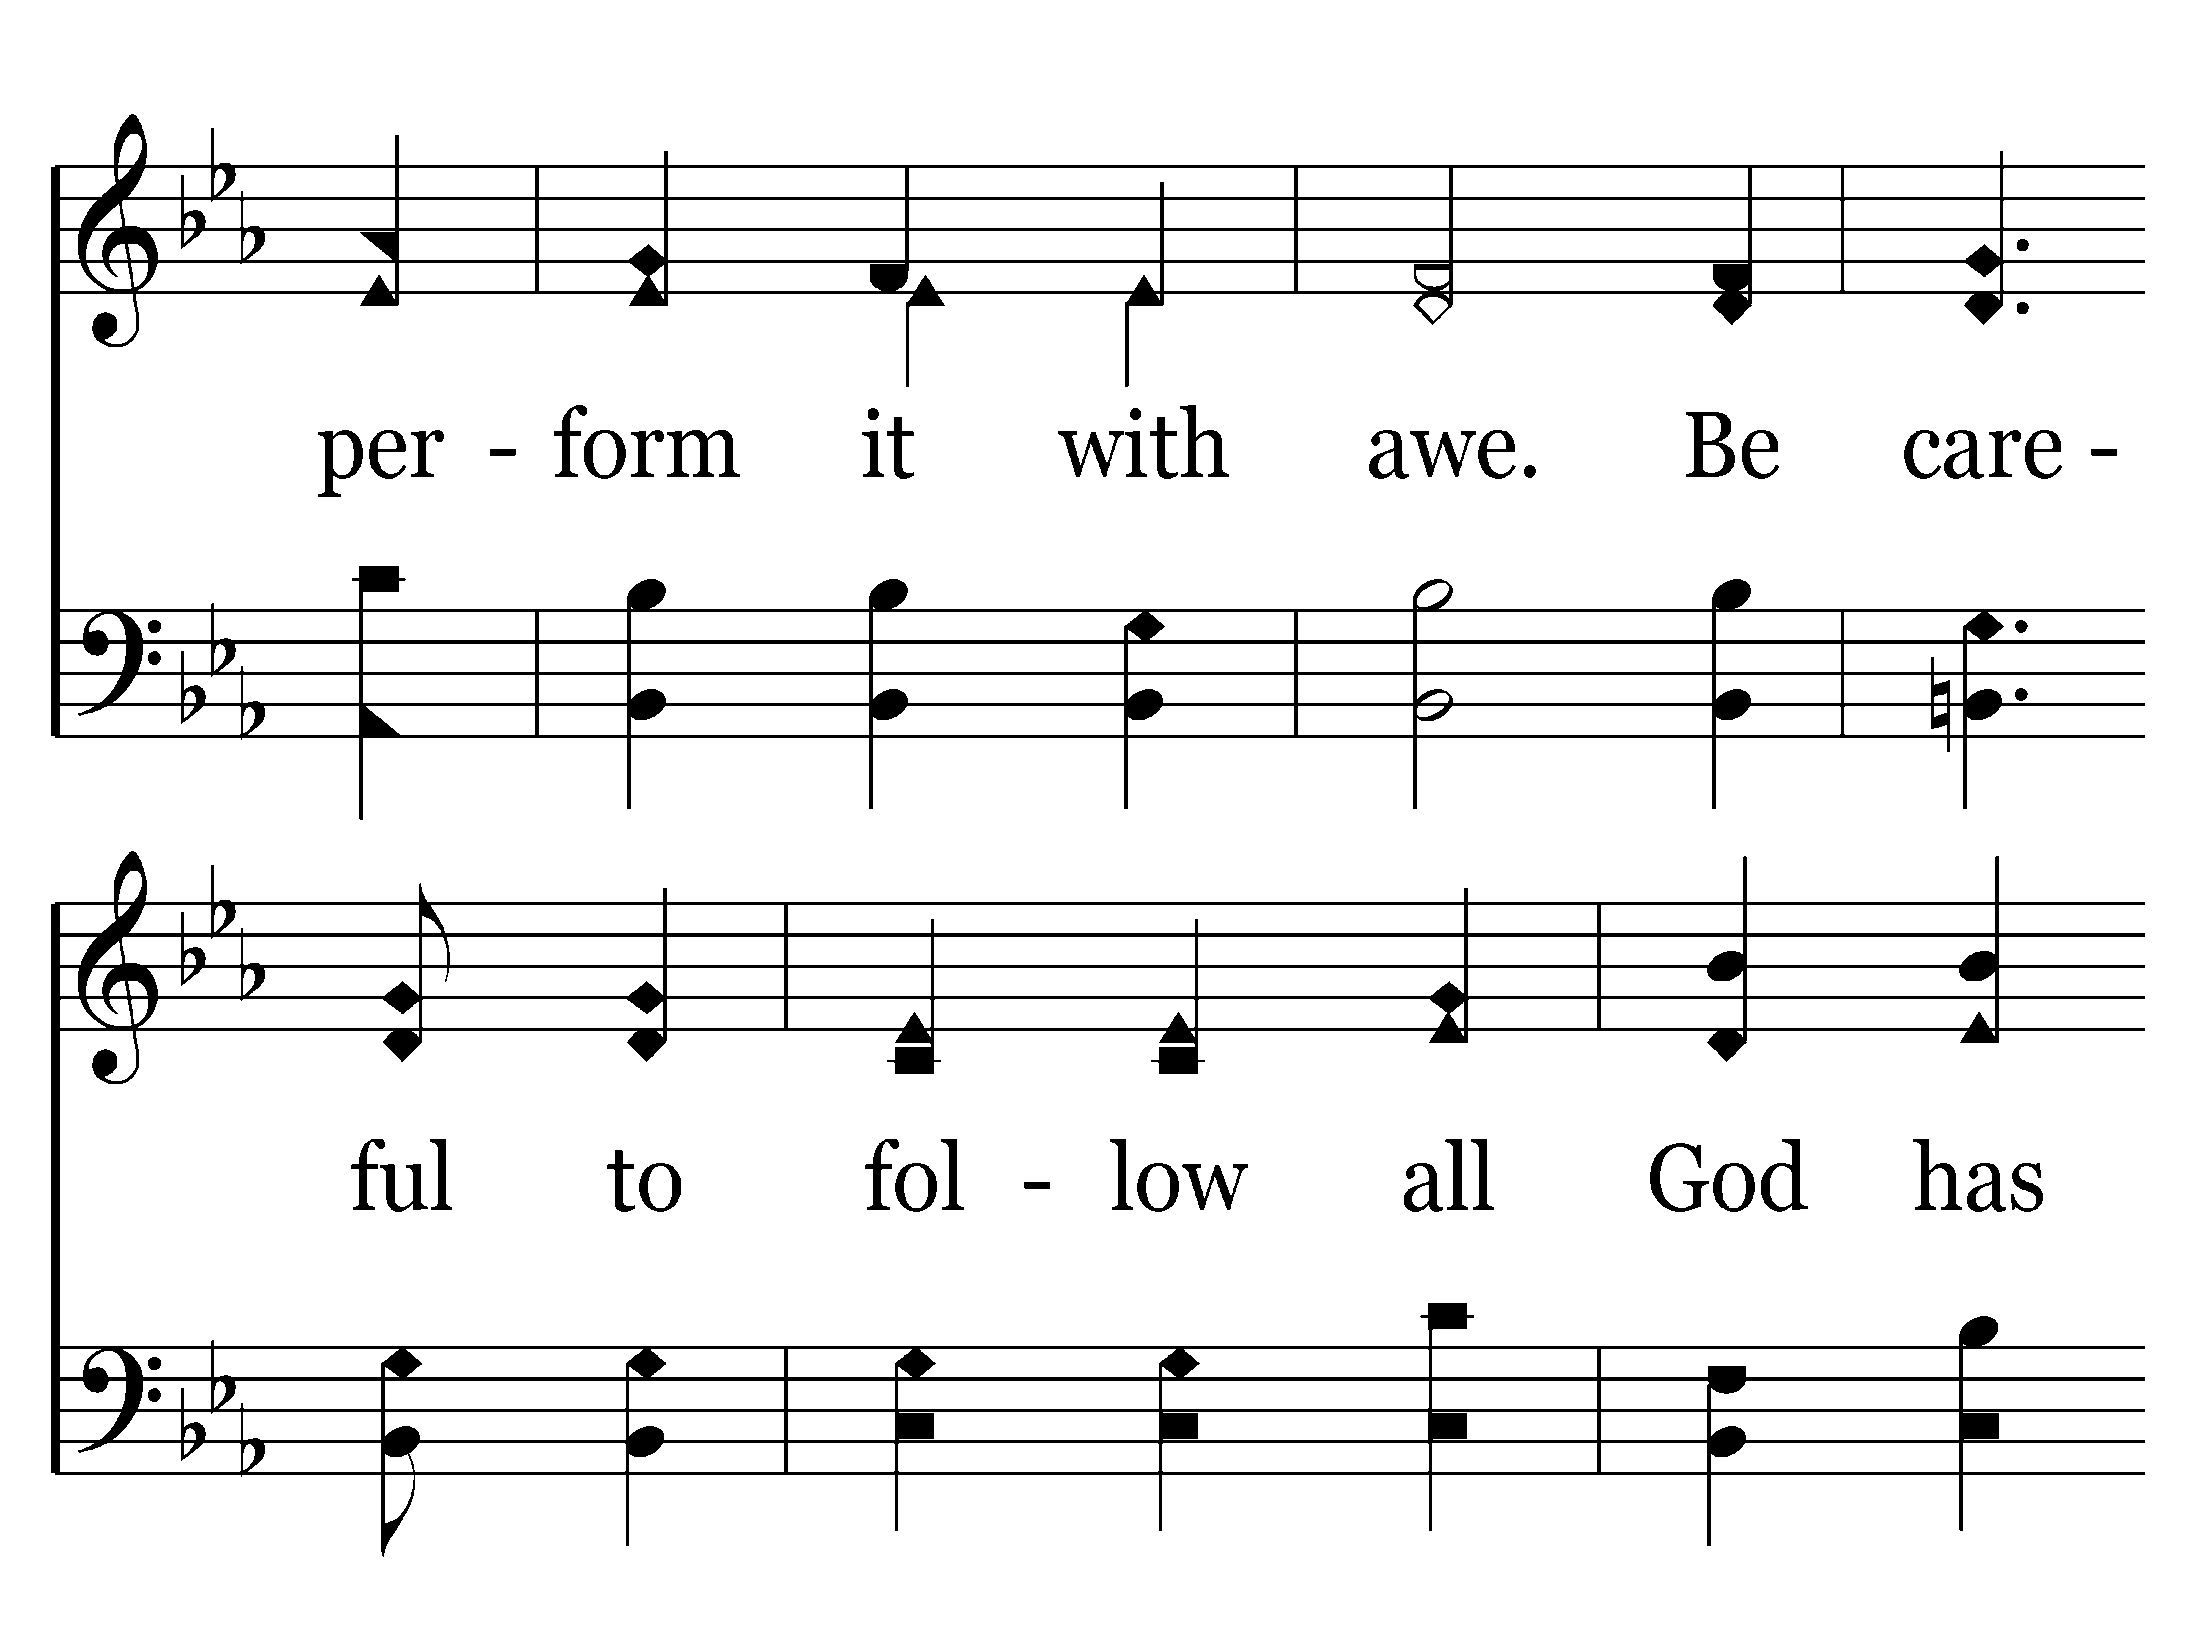 per - form it with awe. Be care -
ful to fol - low all God has